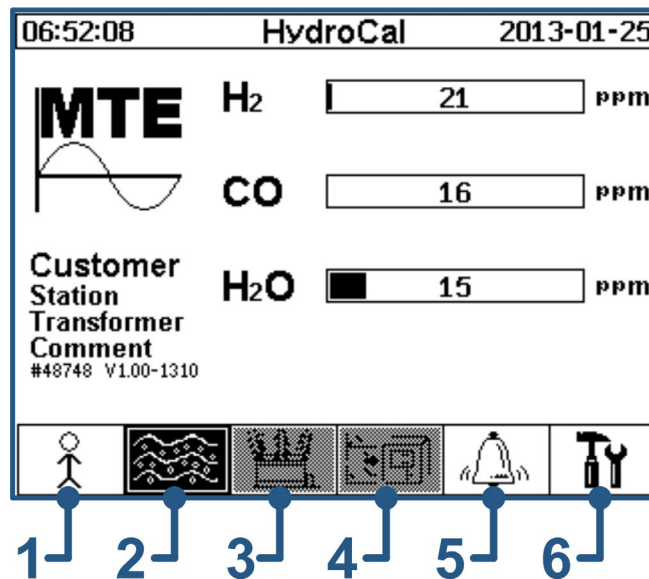 06:52:08 HydroCal 2013-01-25
MTE
H2 21 ppm
CO 16 ppm
H2O 15 ppm
Customer
Station
Transformer
Comment
#48748 V1.00-1310
1 2 3 4 5 6